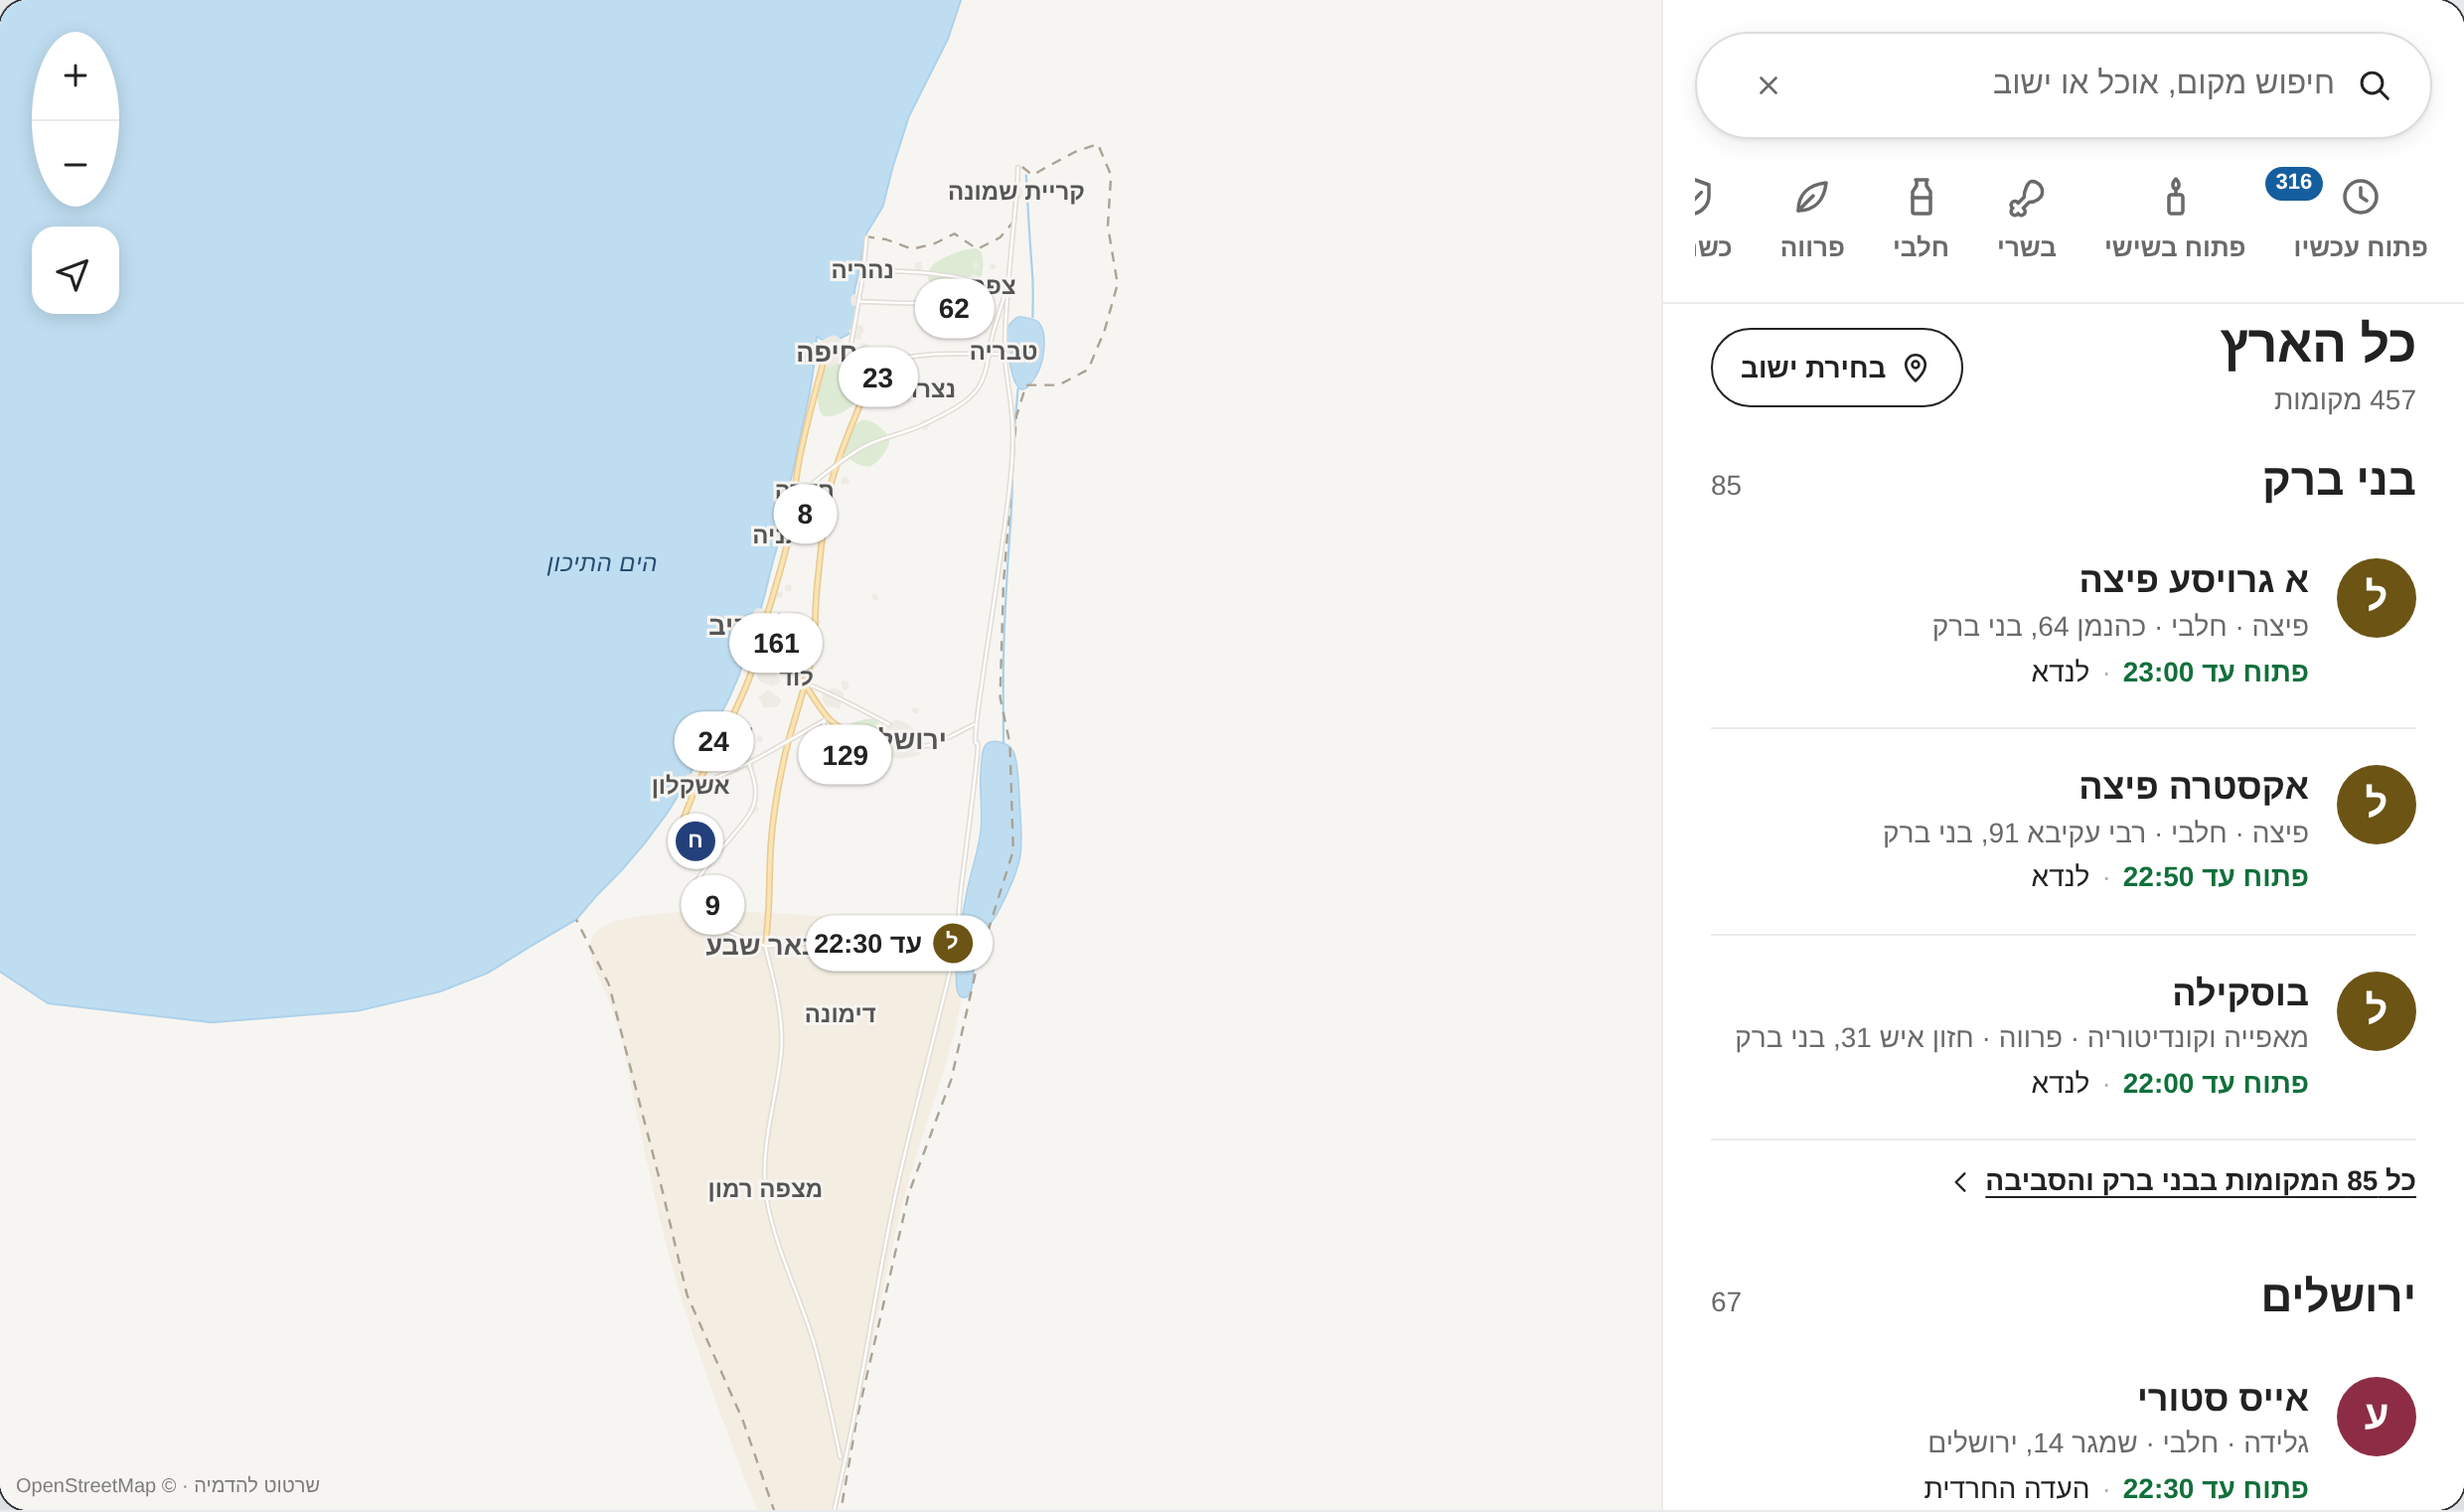 חיפוש מקום, אוכל או ישוב
316
פתוח עכשיו
פתוח בשישי
בשרי
חלבי
פרווה
כל הארץ
457 מקומות
בחירת ישוב
בני ברק
85
ל
א גרויסע פיצה
פיצה · חלבי · כהנמן 64, בני ברק
פתוח עד 23:00 · לנדא
ל
אקסטרה פיצה
פיצה · חלבי · רבי עקיבא 91, בני ברק
פתוח עד 22:50 · לנדא
ל
בוסקילה
מאפייה וקונדיטוריה · פרווה · חזון איש 31, בני ברק
פתוח עד 22:00 · לנדא
כל 85 המקומות בבני ברק והסביבה
ירושלים
67
ע
אייס סטורי
גלידה · חלבי · שמגר 14, ירושלים
פתוח עד 22:30 · העדה החרדית
קריית שמונה
נהריה
62
טבריה
חיפה
23
8
הים התיכון
161
לוד
24
129
אשקלון
ח
9
ל עד 22:30
שבע
דימונה
מצפה רמון
שרטוט להדמיה · © OpenStreetMap